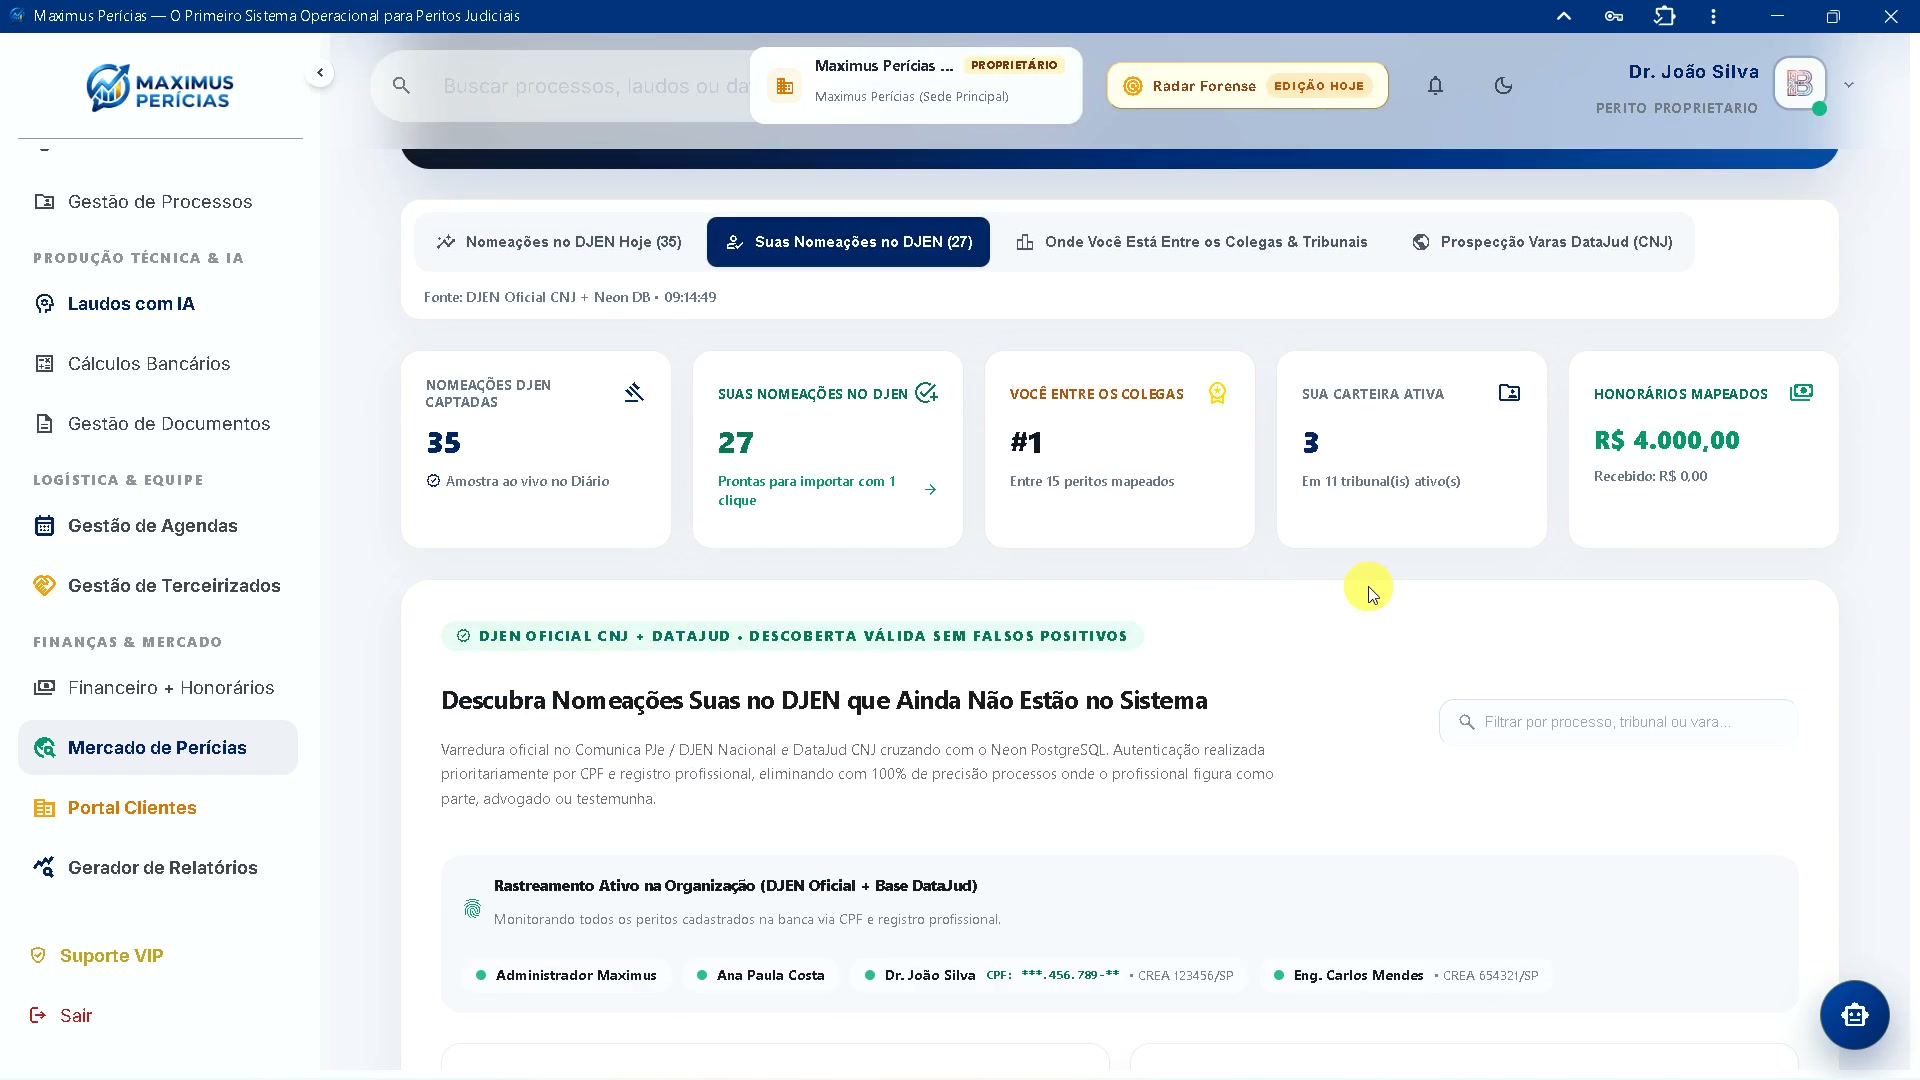 Maximus Perícias — O Primeiro Sistema Operacional para Peritos Judiciais
MAXIMUS
PERÍCIAS
Gestão de Processos
PRODUÇÃO TÉCNICA & IA
Laudos com IA
Cálculos Bancários
Gestão de Documentos
LOGÍSTICA & EQUIPE
Gestão de Agendas
Gestão de Terceirizados
FINANÇAS & MERCADO
Financeiro + Honorários
Mercado de Perícias
Portal Clientes
Gerador de Relatórios
Suporte VIP
Sair
Buscar processos, laudos ou da
Maximus Perícias ... PROPRIETÁRIO
Maximus Perícias (Sede Principal)
Radar Forense EDIÇÃO HOJE
Dr. João Silva
PERITO PROPRIETARIO
Nomeações no DJEN Hoje (35)
Suas Nomeações no DJEN (27)
Onde Você Está Entre os Colegas & Tribunais
Prospecção Varas DataJud (CNJ)
Fonte: DJEN Oficial CNJ + Neon DB • 09:14:49
NOMEAÇÕES DJEN
CAPTADAS
35
Amostra ao vivo no Diário
SUAS NOMEAÇÕES NO DJEN
27
Prontas para importar com 1
clique
VOCÊ ENTRE OS COLEGAS
#1
Entre 15 peritos mapeados
SUA CARTEIRA ATIVA
3
Em 11 tribunal(is) ativo(s)
HONORÁRIOS MAPEADOS
R$ 4.000,00
Recebido: R$ 0,00
DJEN OFICIAL CNJ + DATAJUD • DESCOBERTA VÁLIDA SEM FALSOS POSITIVOS
Descubra Nomeações Suas no DJEN que Ainda Não Estão no Sistema
Varredura oficial no Comunica PJe / DJEN Nacional e DataJud CNJ cruzando com o Neon PostgreSQL. Autenticação realizada
prioritariamente por CPF e registro profissional, eliminando com 100% de precisão processos onde o profissional figura como
parte, advogado ou testemunha.
Filtrar por processo, tribunal ou vara...
Rastreamento Ativo na Organização (DJEN Oficial + Base DataJud)
Monitorando todos os peritos cadastrados na banca via CPF e registro profissional.
Administrador Maximus
Ana Paula Costa
Dr. João Silva CPF: ***.456.789-** • CREA 123456/SP
Eng. Carlos Mendes • CREA 654321/SP